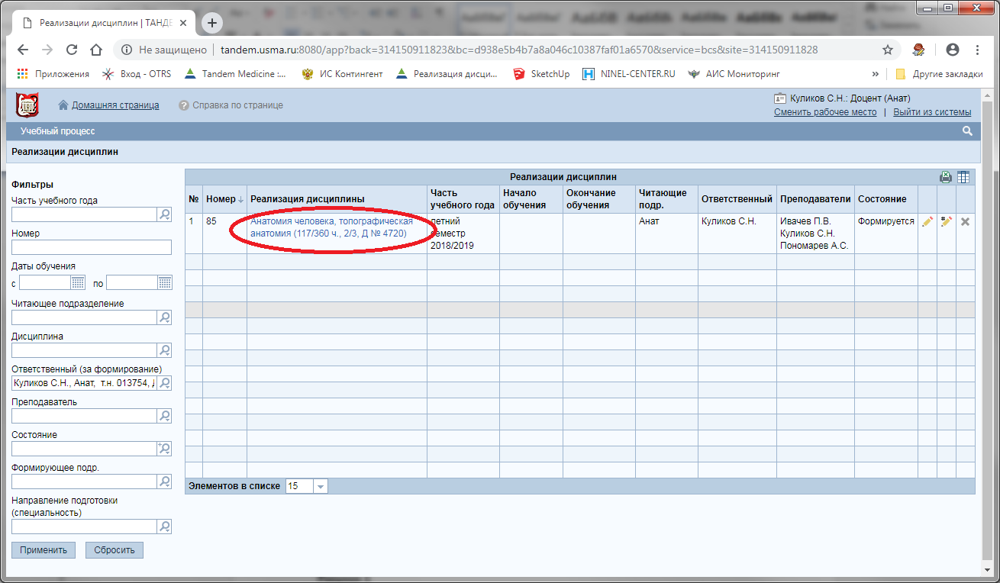 Реализации дисциплин | ТАНДЕ
Не защищено | tandem.usma.ru:8080/app?back=314150911823&bc=d938e5b4b7a8a046c10387faf01a6570&service=bcs&site=314150911828
Приложения Вход - OTRS Tandem Medicine :... ИС Контингент Реализация дисци... SketchUp NINEL-CENTER.RU АИС Мониторинг » Другие закладки
Домашняя страница Справка по странице
Куликов С.Н.: Доцент (Анат)
Сменить рабочее место | Выйти из системы
Учебный процесс
Реализации дисциплин
Фильтры
Часть учебного года
Номер
Даты обучения
с по
Читающее подразделение
Дисциплина
Ответственный (за формирование)
Куликов С.Н., Анат, т.н. 013754, Д
Преподаватель
Состояние
Формирующее подр.
Направление подготовки
(специальность)
Применить Сбросить
Реализации дисциплин
№ Номер Реализация дисциплины Часть учебного года Начало обучения Окончание обучения Читающие подр. Ответственный Преподаватели Состояние
1 85 Анатомия человека, топографическая летний Анат Куликов С.Н. Ивачев П.В. Формируется
анатомия (117/360 ч., 2/3, Д № 4720) семестр Куликов С.Н.
2018/2019 Пономарев А.С.
Элементов в списке 15